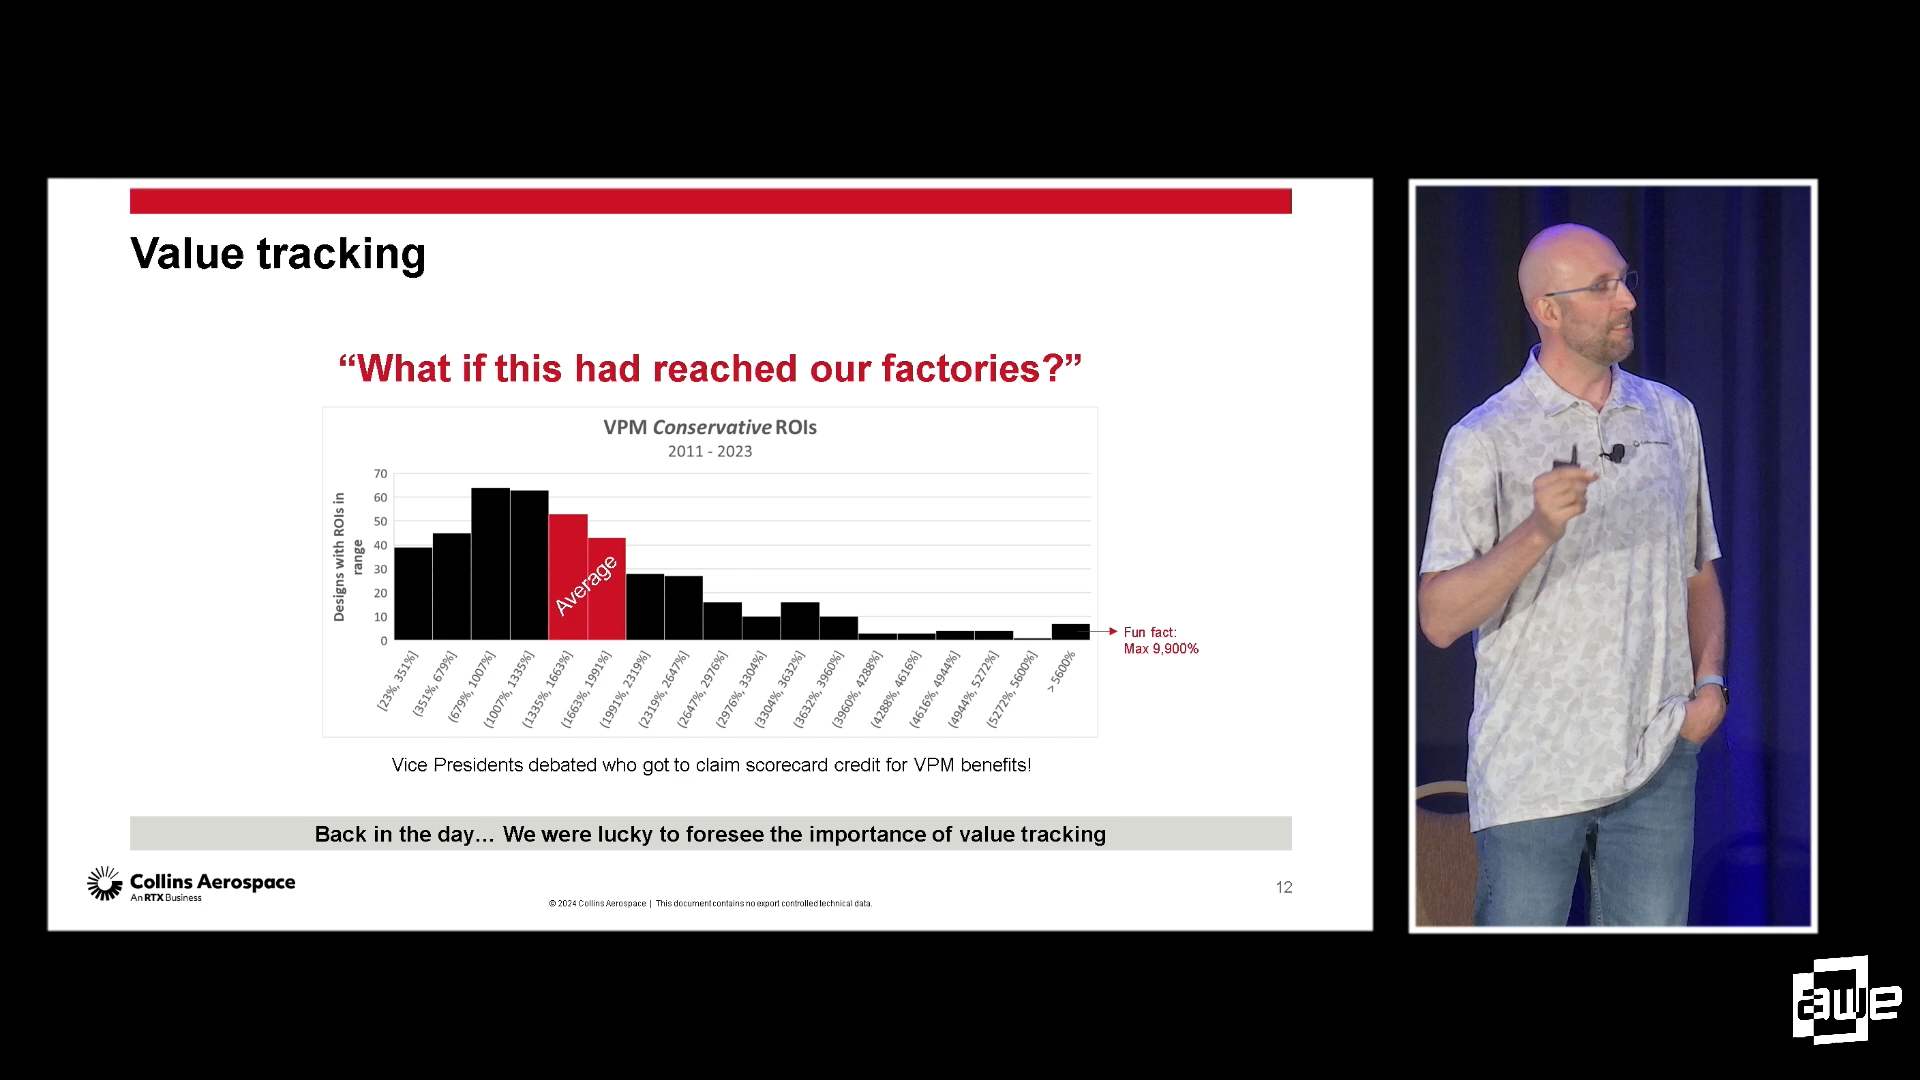 Value tracking
“What if this had reached our factories?”
VPM Conservative ROIs
2011 - 2023
Designs with ROIs in
range
70
60
50
40
30
20
10
0
Average
[23%, 351%]
(351%, 679%]
(679%, 1007%]
(1007%, 1335%]
(1335%, 1663%]
(1663%, 1991%]
(1991%, 2319%]
(2319%, 2647%]
(2647%, 2976%]
(2976%, 3304%]
(3304%, 3632%]
(3632%, 3960%]
(3960%, 4288%]
(4288%, 4616%]
(4616%, 4944%]
(4944%, 5272%]
(5272%, 5600%]
> 5600%
Fun fact:
Max 9,900%
Vice Presidents debated who got to claim scorecard credit for VPM benefits!
Back in the day… We were lucky to foresee the importance of value tracking
Collins Aerospace
An RTX Business
© 2024 Collins Aerospace | This document contains no export controlled technical data.
12
Collins Aerospace
awe